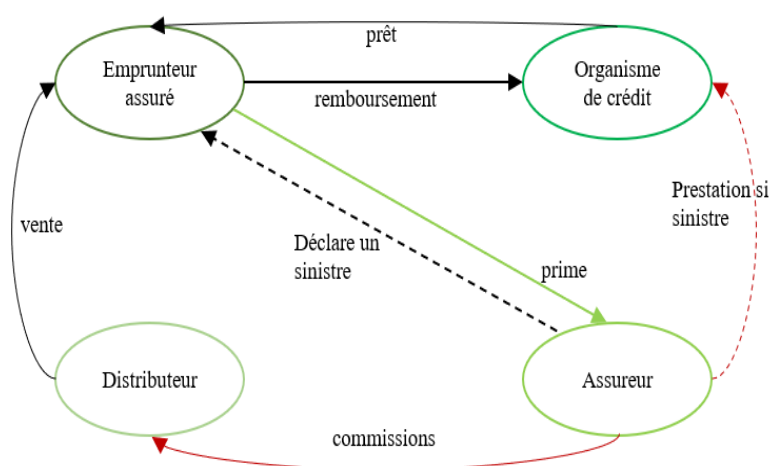 prêt
Emprunteur
assuré
Organisme
de crédit
remboursement
Prestation si
sinistre
vente
Déclare un
sinistre
prime
Distributeur
Assureur
commissions